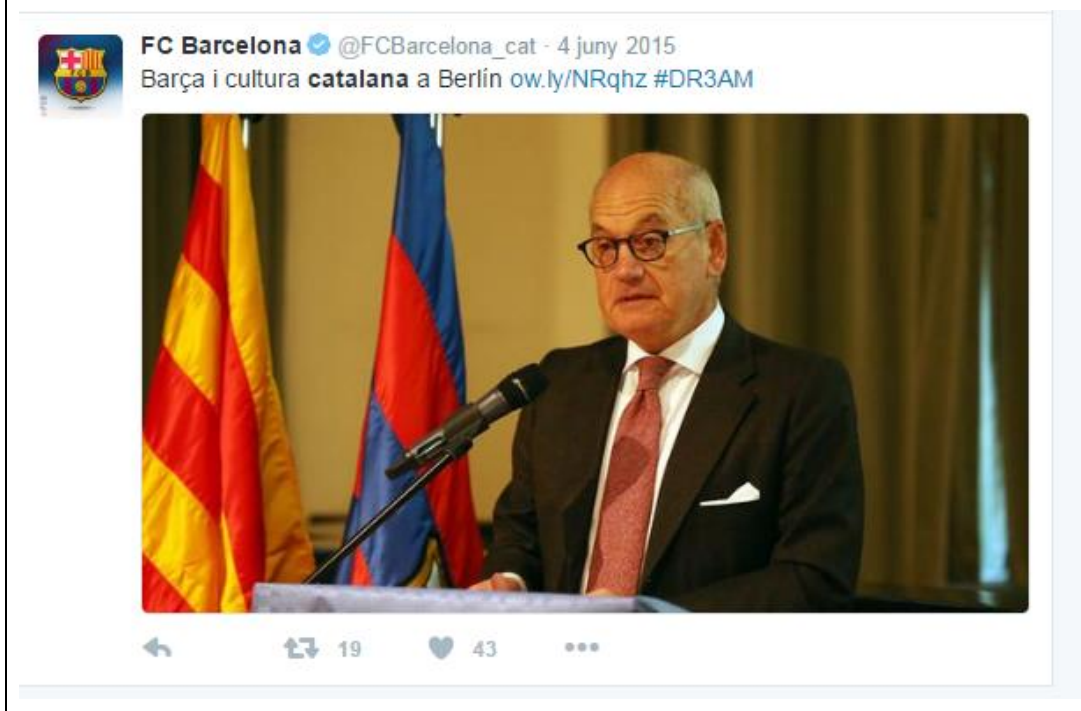 FC Barcelona @FCBarcelona_cat · 4 juny 2015
Barça i cultura catalana a Berlín ow.ly/NRqhz #DR3AM
19 43